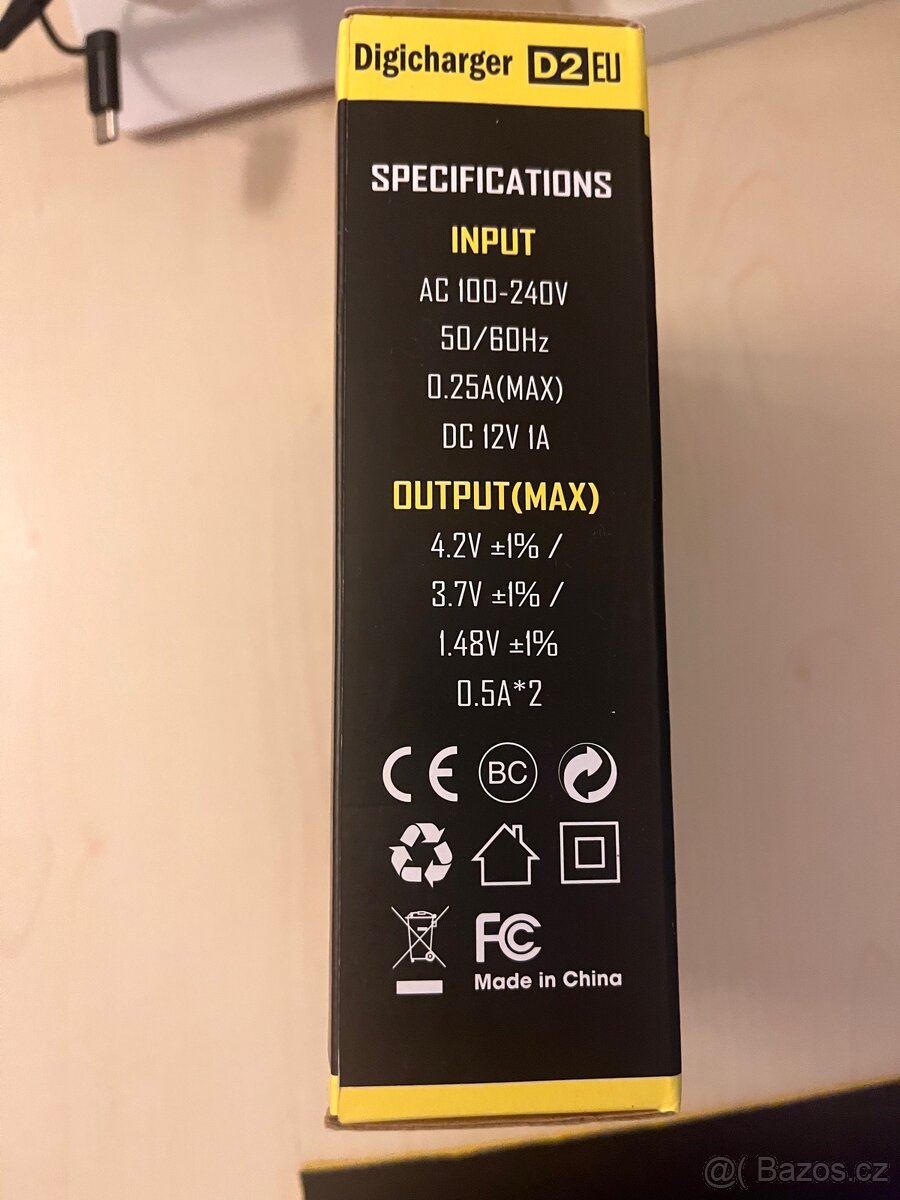 Digicharger D2 EU
SPECIFICATIONS
INPUT
AC 100-240V
50/60Hz
0.25A(MAX)
DC 12V 1A
OUTPUT(MAX)
4.2V ±1% /
3.7V ±1% /
1.48V ±1%
0.5A*2
CE BC
FC
Made in China
@( Bazos.cz